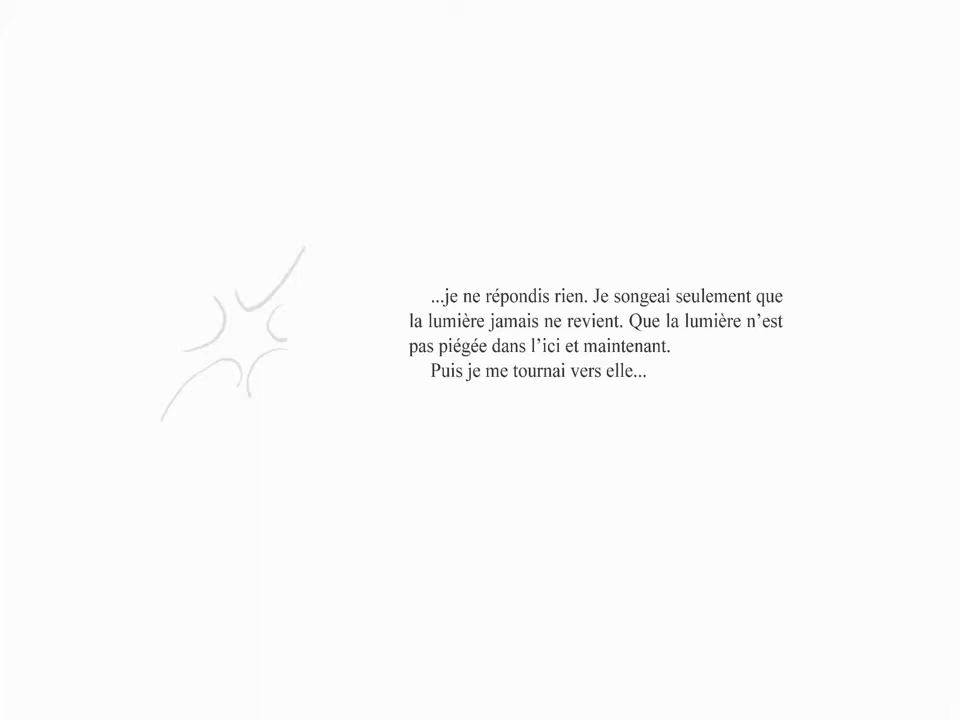 ...je ne répondis rien. Je songeai seulement que
la lumière jamais ne revient. Que la lumière n’est
pas piégée dans l’ici et maintenant.
Puis je me tournai vers elle...